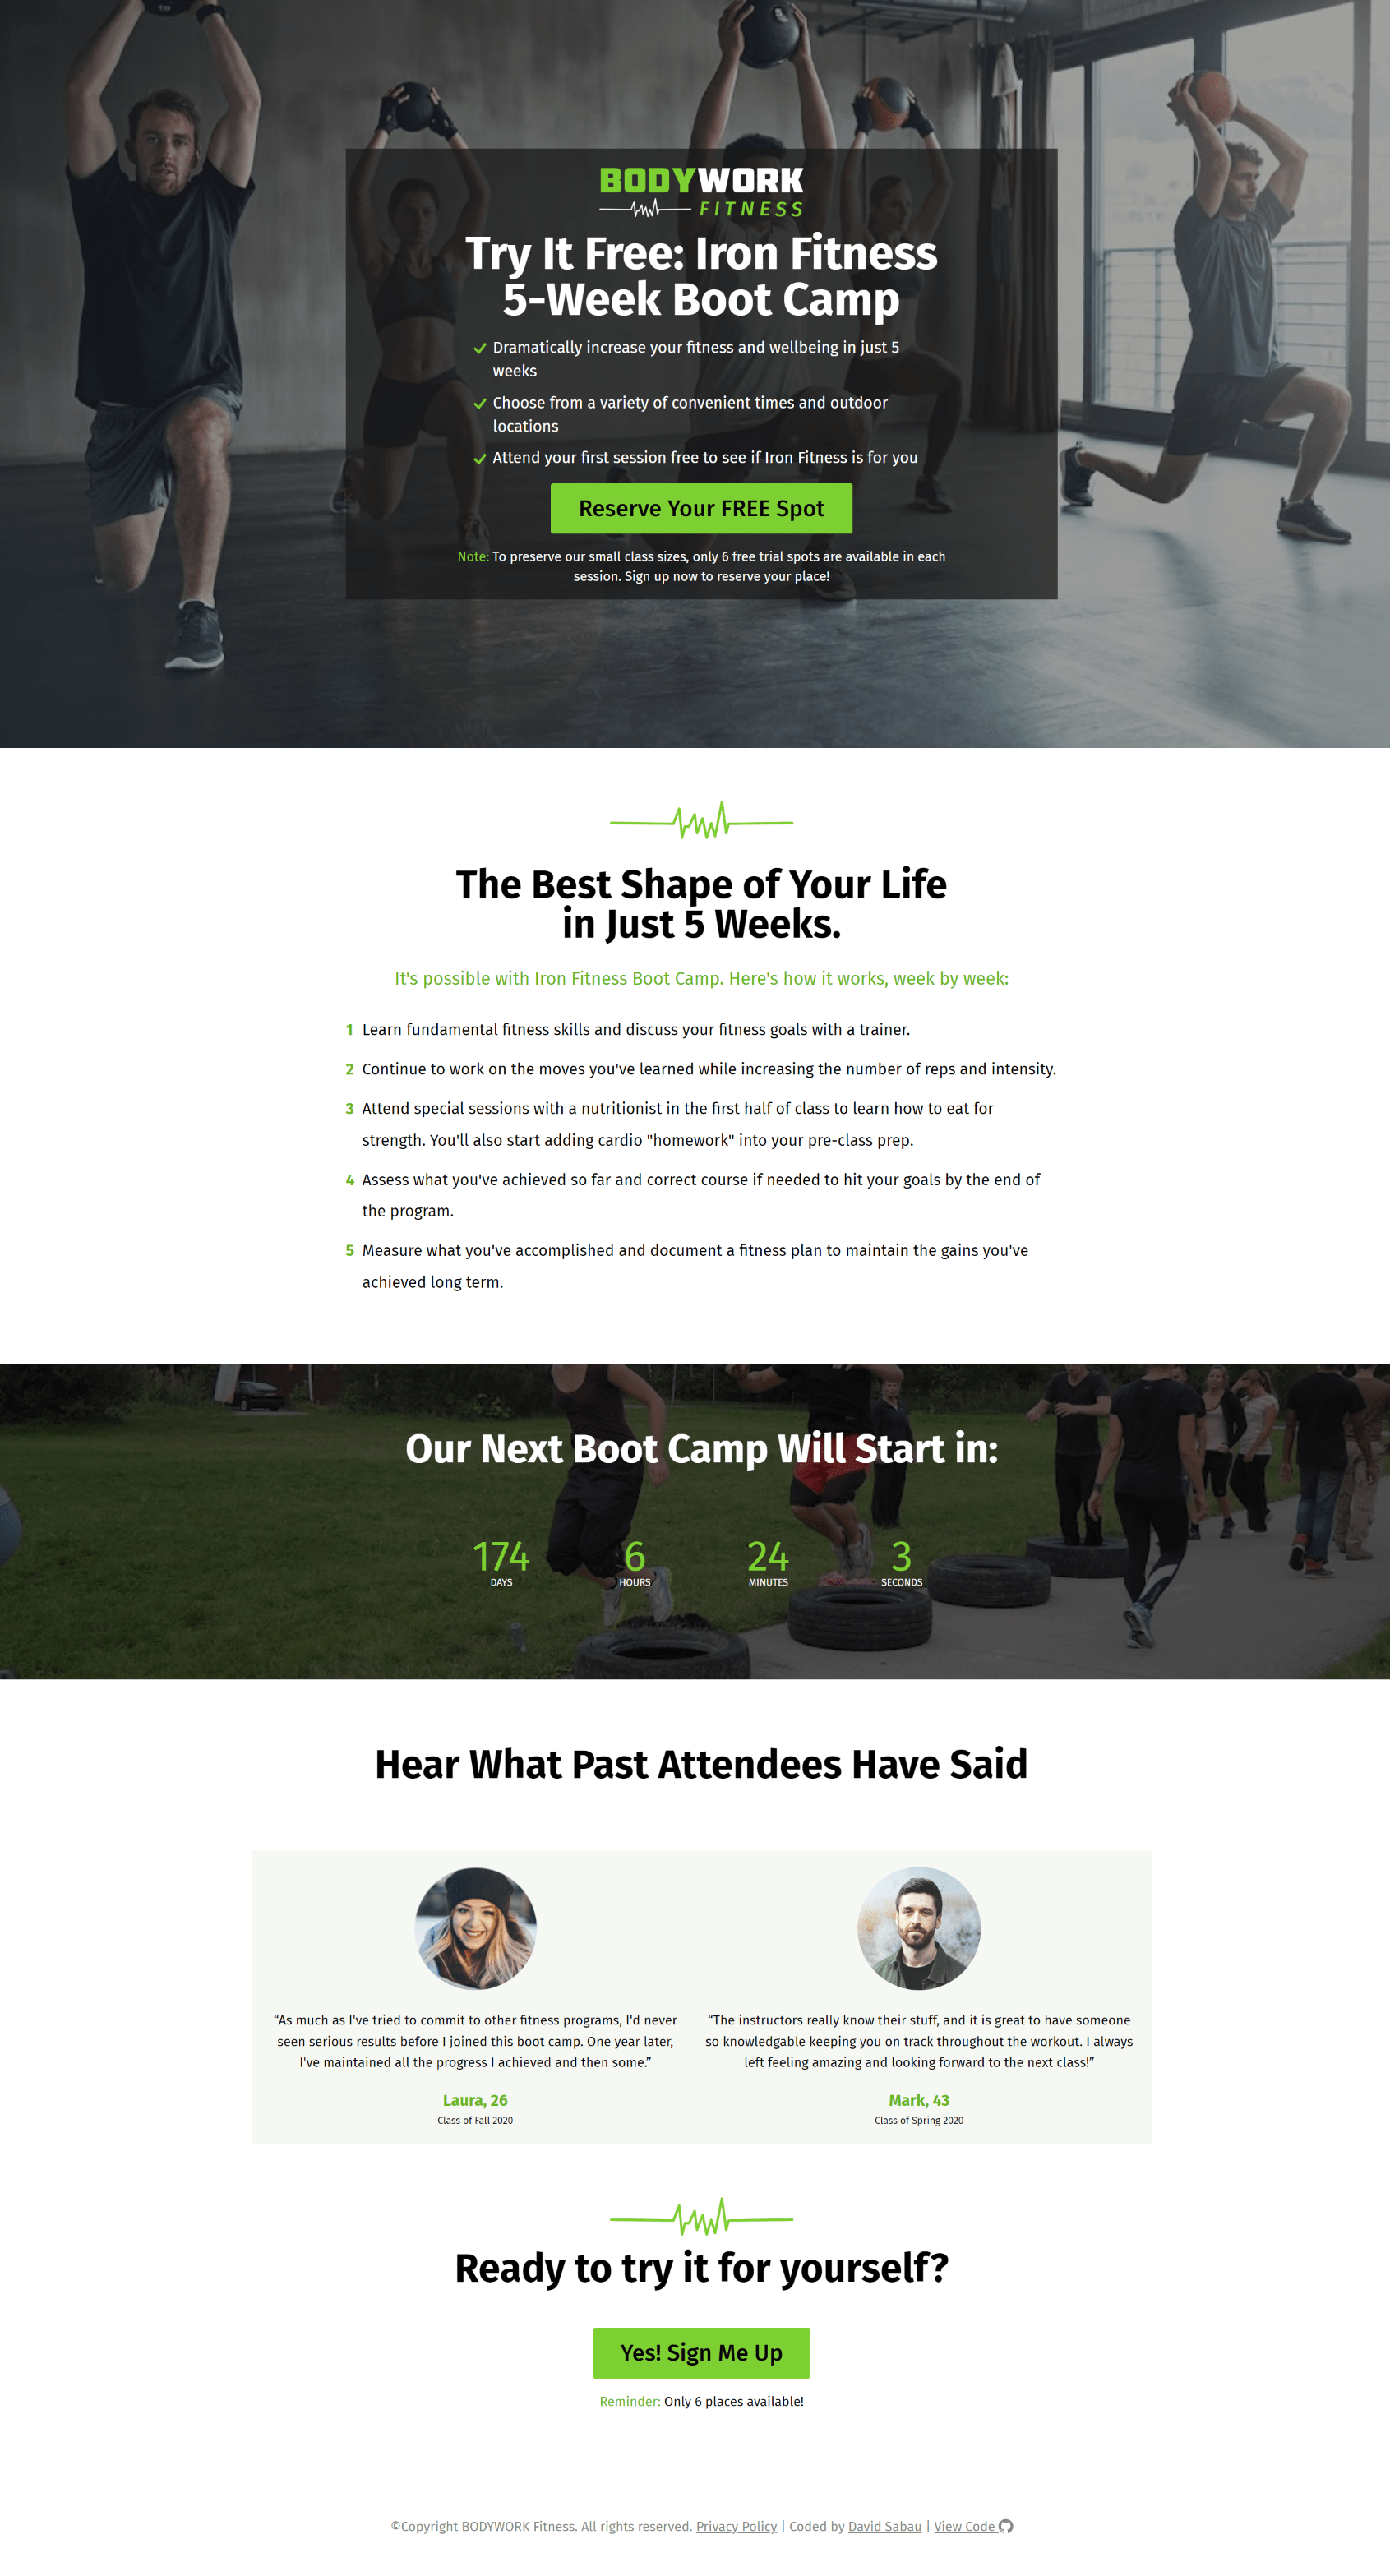 BODYWORK
FITNESS
Try It Free: Iron Fitness
5-Week Boot Camp
Dramatically increase your fitness and wellbeing in just 5
weeks
Choose from a variety of convenient times and outdoor
locations
Attend your first session free to see if Iron Fitness is for you
Reserve Your FREE Spot
Note: To preserve our small class sizes, only 6 free trial spots are available in each
session. Sign up now to reserve your place!
The Best Shape of Your Life
in Just 5 Weeks.
It's possible with Iron Fitness Boot Camp. Here's how it works, week by week:
1 Learn fundamental fitness skills and discuss your fitness goals with a trainer.
2 Continue to work on the moves you've learned while increasing the number of reps and intensity.
3 Attend special sessions with a nutritionist in the first half of class to learn how to eat for
strength. You'll also start adding cardio "homework" into your pre-class prep.
4 Assess what you've achieved so far and correct course if needed to hit your goals by the end of
the program.
5 Measure what you've accomplished and document a fitness plan to maintain the gains you've
achieved long term.
Our Next Boot Camp Will Start in:
174 6 24 3
DAYS HOURS MINUTES SECONDS
Hear What Past Attendees Have Said
“As much as I've tried to commit to other fitness programs, I'd never
seen serious results before I joined this boot camp. One year later,
I've maintained all the progress I achieved and then some.”
Laura, 26
Class of Fall 2020
“The instructors really know their stuff, and it is great to have someone
so knowledgable keeping you on track throughout the workout. I always
left feeling amazing and looking forward to the next class!”
Mark, 43
Class of Spring 2020
Ready to try it for yourself?
Yes! Sign Me Up
Reminder: Only 6 places available!
©Copyright BODYWORK Fitness. All rights reserved. Privacy Policy | Coded by David Sabau | View Code